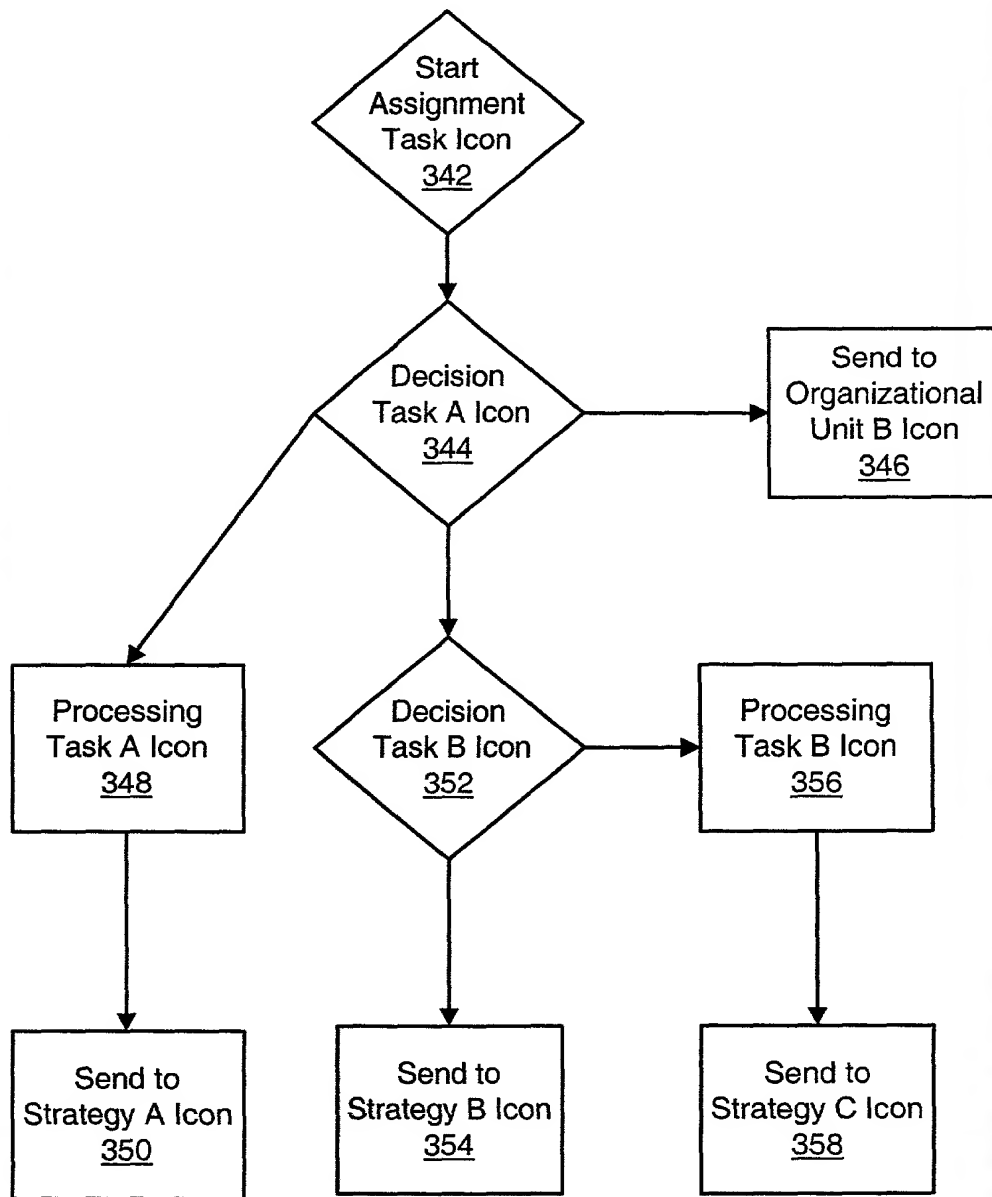 Start
Assignment
Task Icon
342
Decision
Task A Icon
344
Send to
Organizational
Unit B Icon
346
Processing
Task A Icon
348
Decision
Task B Icon
352
Processing
Task B Icon
356
Send to
Strategy A Icon
350
Send to
Strategy B Icon
354
Send to
Strategy C Icon
358